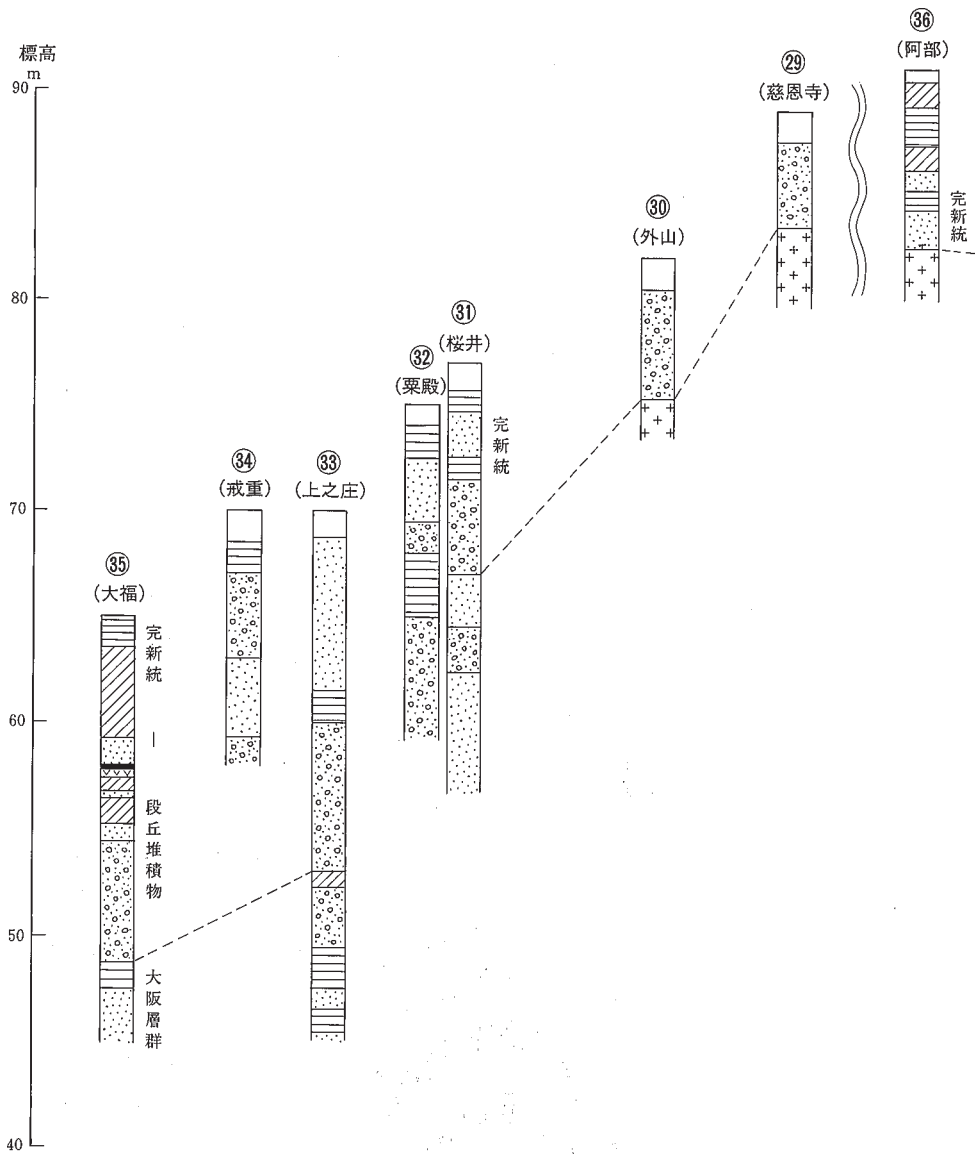 標高
m
90
80
70
60
50
40
㉟
(大福)
完新統
|
段丘堆積物
大阪層群
㉞
(戒重)
㉝
(上之庄)
㉜
(粟殿)
㉛
(桜井)
完新統
㉚
(外山)
㉙
(慈恩寺)
㊱
(阿部)
完新統